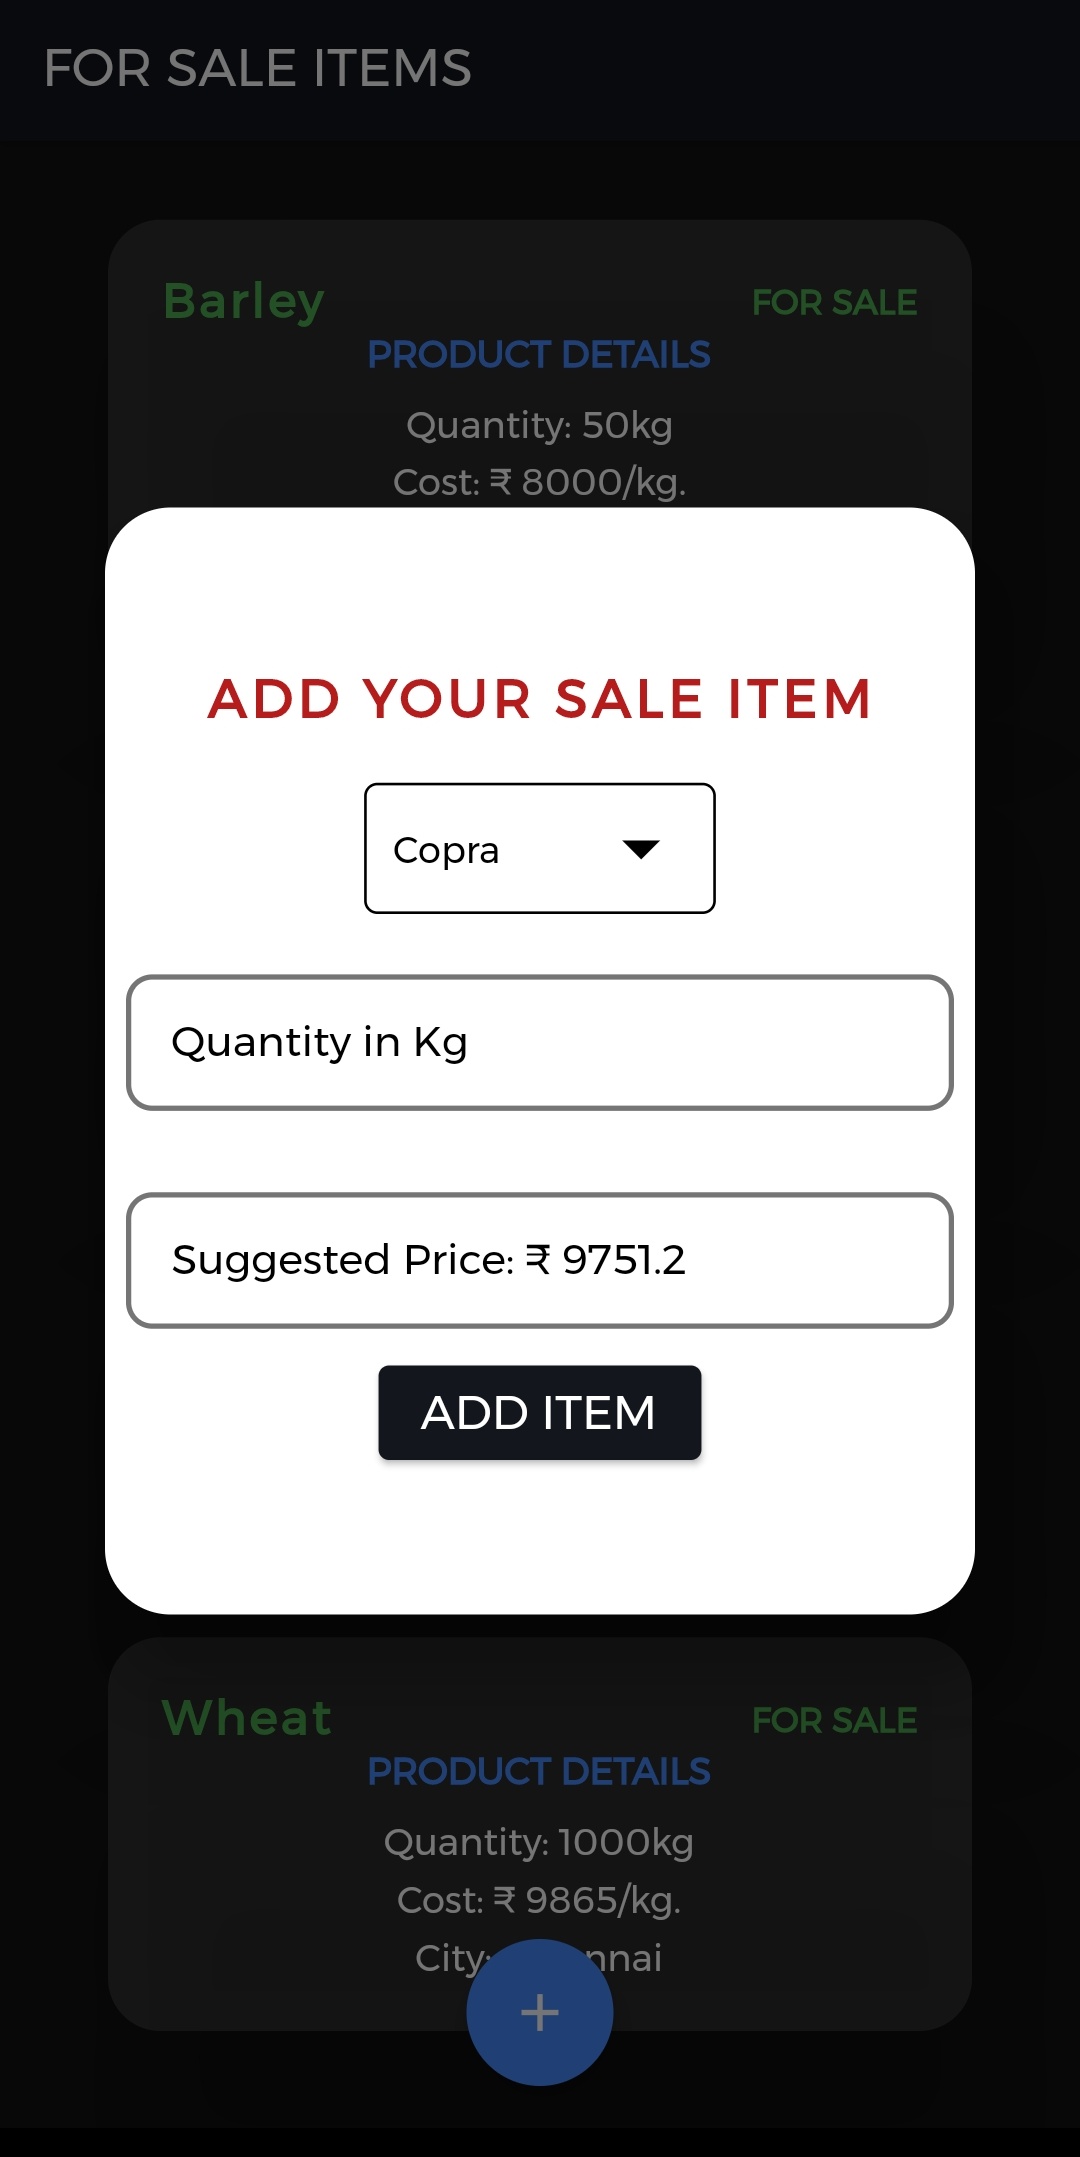 FOR SALE ITEMS
Barley
FOR SALE
PRODUCT DETAILS
Quantity: 50kg
Cost: ₹ 8000/kg.
ADD YOUR SALE ITEM
Copra
Quantity in Kg
Suggested Price: ₹ 9751.2
ADD ITEM
Wheat
FOR SALE
PRODUCT DETAILS
Quantity: 1000kg
Cost: ₹ 9865/kg.
City:
+